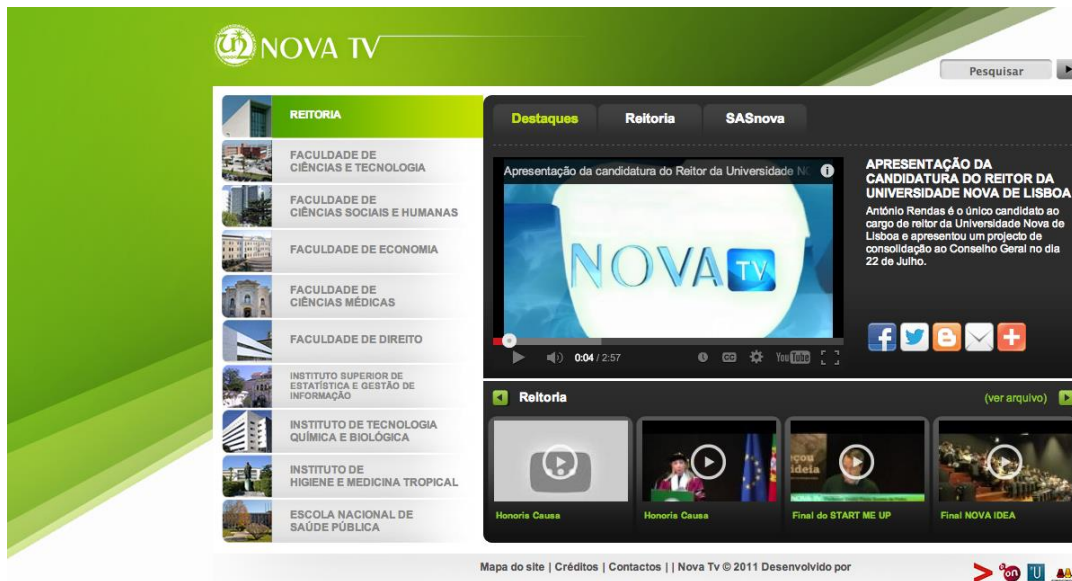 NOVA TV
Pesquisar
REITORIA
FACULDADE DE
CIÊNCIAS E TECNOLOGIA
FACULDADE DE
CIÊNCIAS SOCIAIS E HUMANAS
FACULDADE DE ECONOMIA
FACULDADE DE
CIÊNCIAS MÉDICAS
FACULDADE DE DIREITO
INSTITUTO SUPERIOR DE
ESTATÍSTICA E GESTÃO DE
INFORMAÇÃO
INSTITUTO DE TECNOLOGIA
QUÍMICA E BIOLÓGICA
INSTITUTO DE
HIGIENE E MEDICINA TROPICAL
ESCOLA NACIONAL DE
SAÚDE PÚBLICA
Destaques Reitoria SASnova
Apresentação da candidatura do Reitor da Universidade
NOVA TV
0:04 / 2:57
CC
YouTube
APRESENTAÇÃO DA
CANDIDATURA DO REITOR DA
UNIVERSIDADE NOVA DE LISBOA
António Rendas é o único candidato ao
cargo de reitor da Universidade Nova de
Lisboa e apresentou um projecto de
consolidação ao Conselho Geral no dia
22 de Julho.
Reitoria (ver arquivo)
Honoris Causa
Honoris Causa
Final do START ME UP
Final NOVA IDEA
Mapa do site | Créditos | Contactos | | Nova Tv © 2011 Desenvolvido por